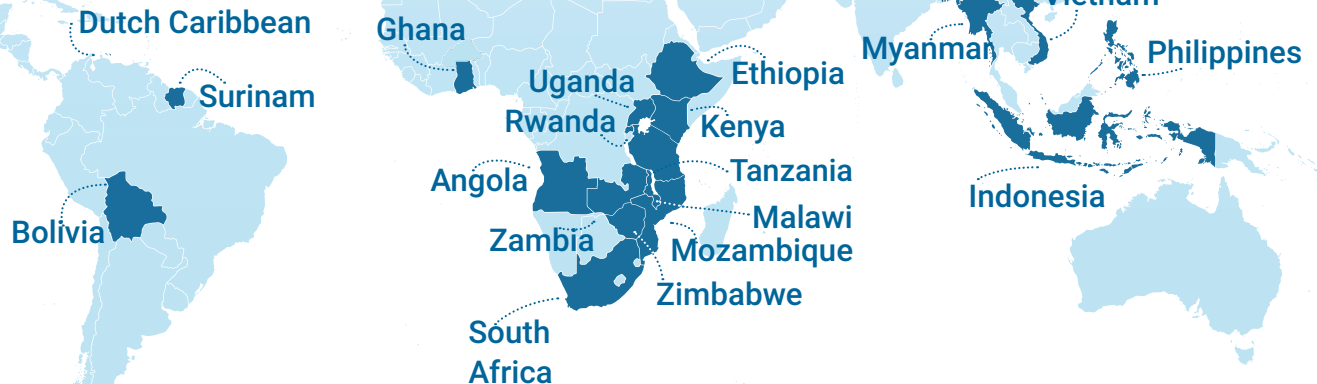 Dutch Caribbean
Surinam
Bolivia
Ghana
Uganda
Rwanda
Ethiopia
Kenya
Tanzania
Angola
Malawi
Zambia
Mozambique
Zimbabwe
South
Africa
Vietnam
Myanmar
Philippines
Indonesia